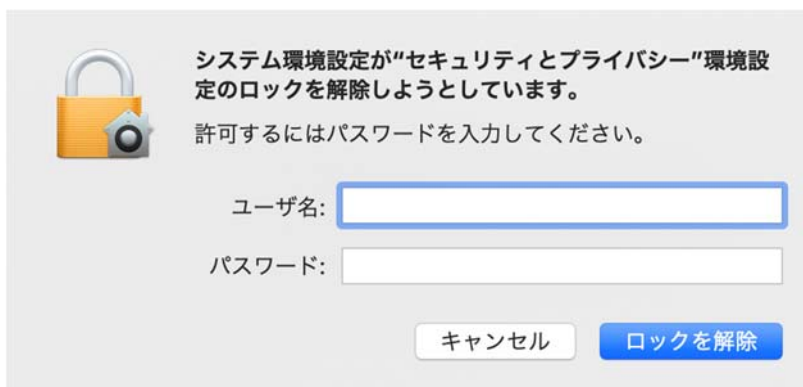 システム環境設定が“セキュリティとプライバシー”環境設
定のロックを解除しようとしています。
許可するにはパスワードを入力してください。
ユーザ名:
パスワード:
キャンセル ロックを解除